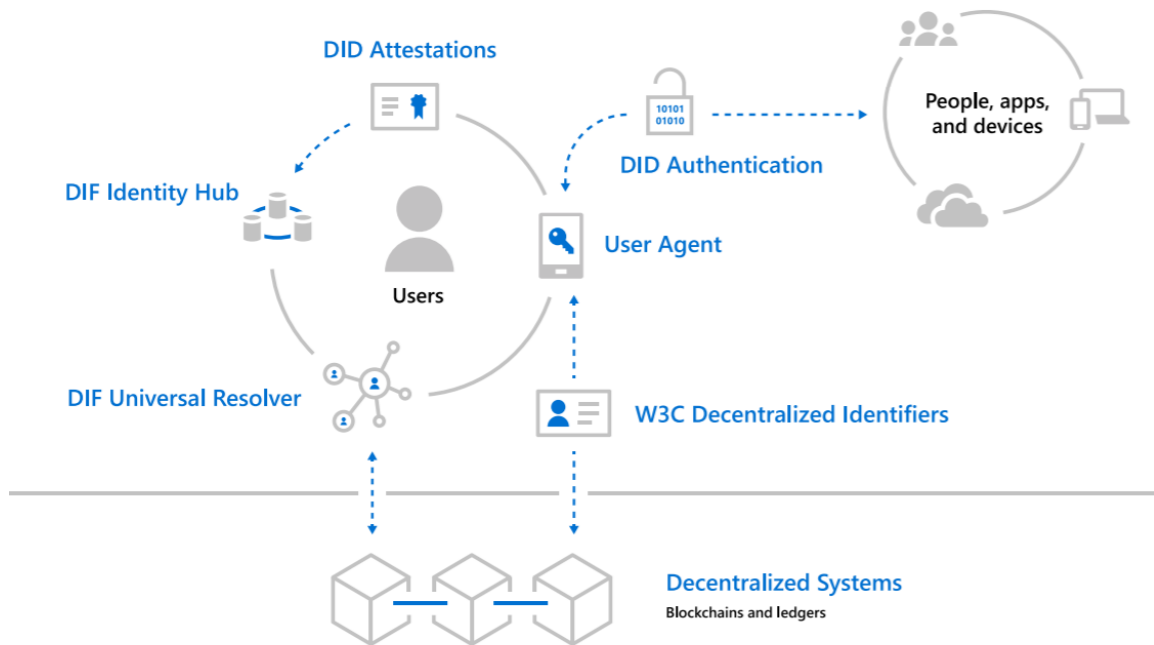 DID Attestations
People, apps,
and devices
10101
01010
DID Authentication
DIF Identity Hub
User Agent
Users
DIF Universal Resolver
W3C Decentralized Identifiers
Decentralized Systems
Blockchains and ledgers